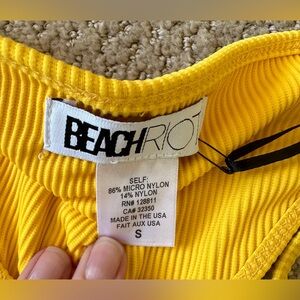 BEACHRIOT
SELF:
86% MICRO NYLON
14% NYLON
RN# 128811
CA# 32350
MADE IN THE USA
FAIT AUX USA
S